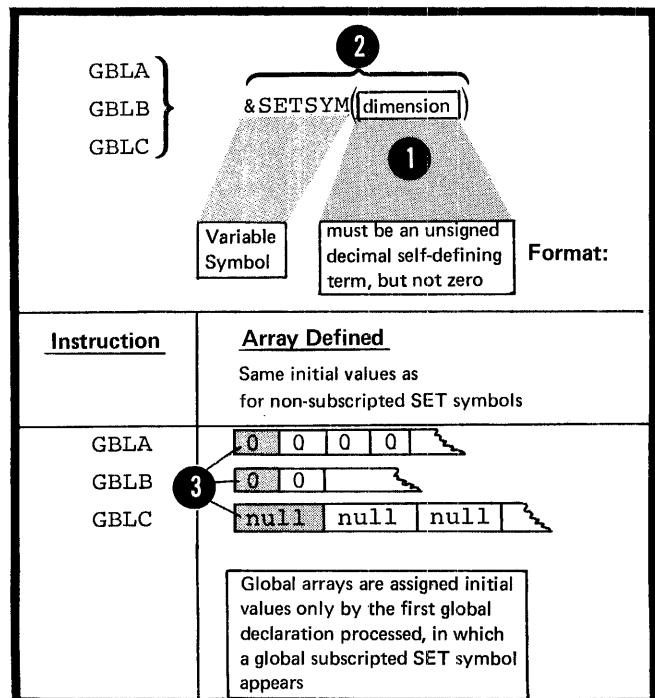 2
GBLA
GBLB
GBLC
&SETSYM(dimension)
1
Variable
Symbol
must be an unsigned
decimal self-defining
term, but not zero
Format:
Instruction
Array Defined
Same initial values as
for non-subscripted SET symbols
GBLA 0 0 0 0
GBLB 0 0
3
GBLC null null null
Global arrays are assigned initial
values only by the first global
declaration processed, in which
a global subscripted SET symbol
appears